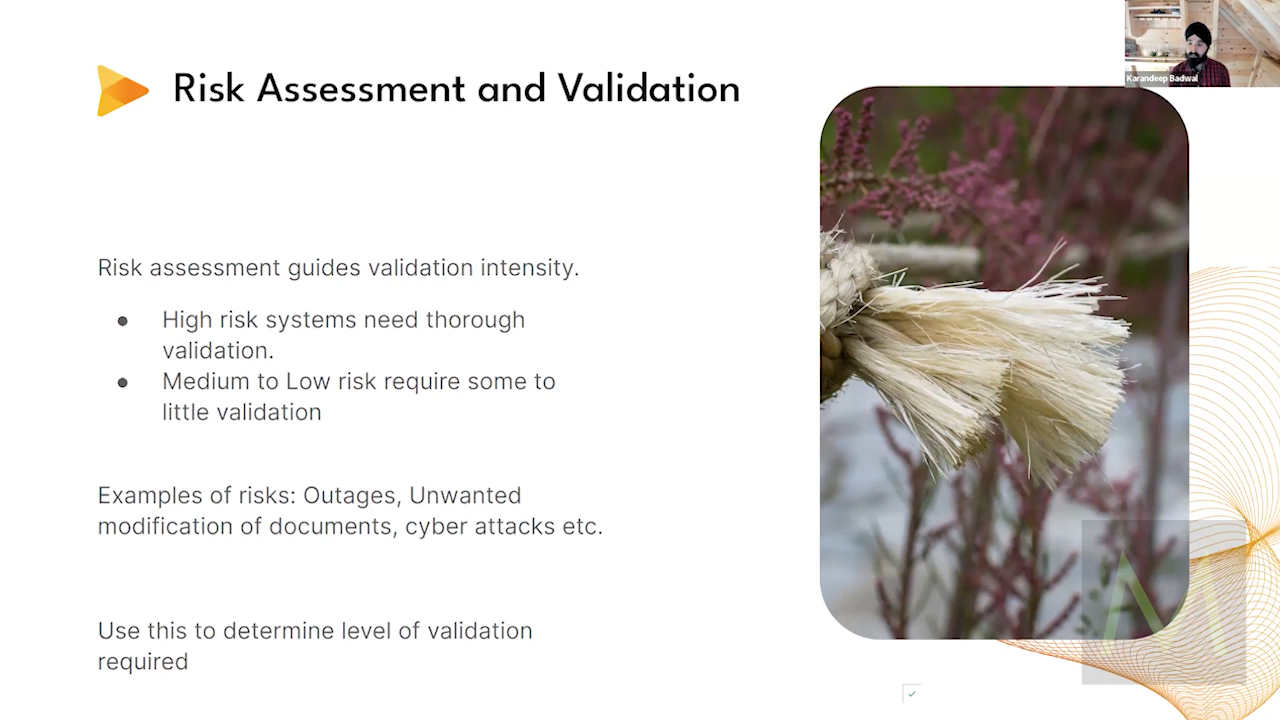 Karandeep Badwal
Risk Assessment and Validation
Risk assessment guides validation intensity.
● High risk systems need thorough
validation.
● Medium to Low risk require some to
little validation
Examples of risks: Outages, Unwanted
modification of documents, cyber attacks etc.
Use this to determine level of validation
required
M